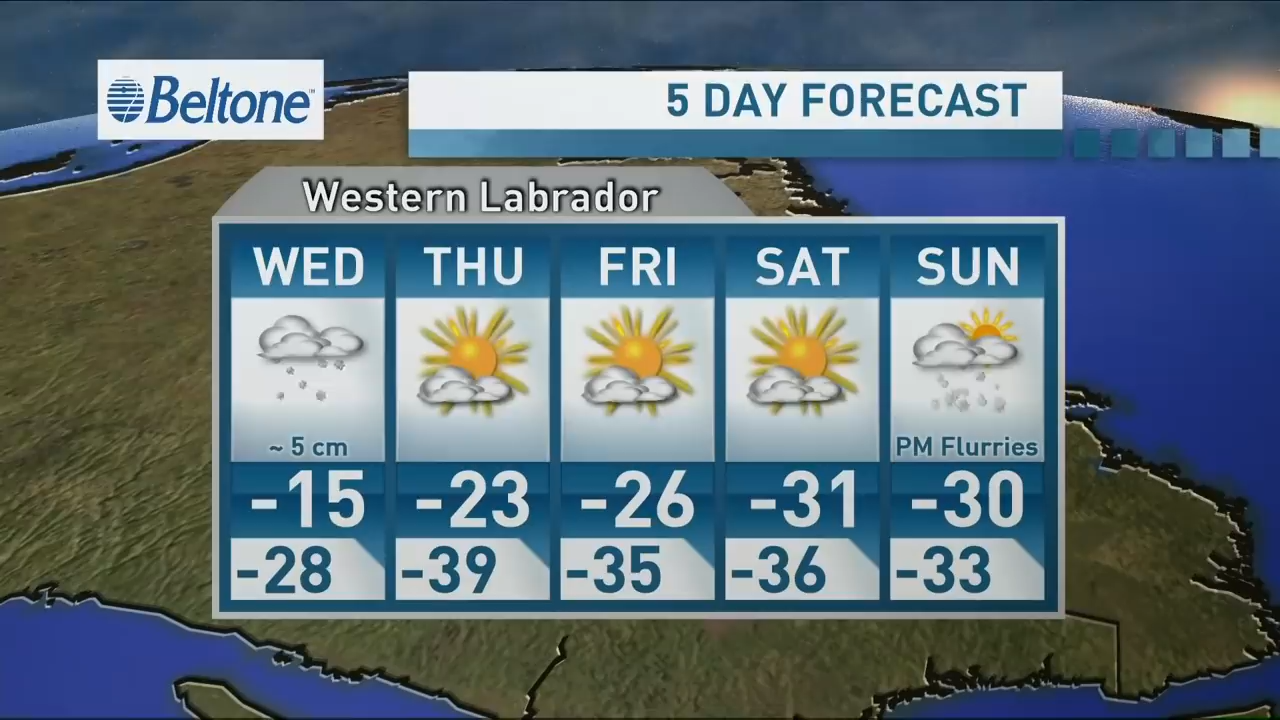 Beltone™
5 DAY FORECAST
Western Labrador
WED THU FRI SAT SUN
~ 5 cm PM Flurries
-15 -23 -26 -31 -30
-28 -39 -35 -36 -33